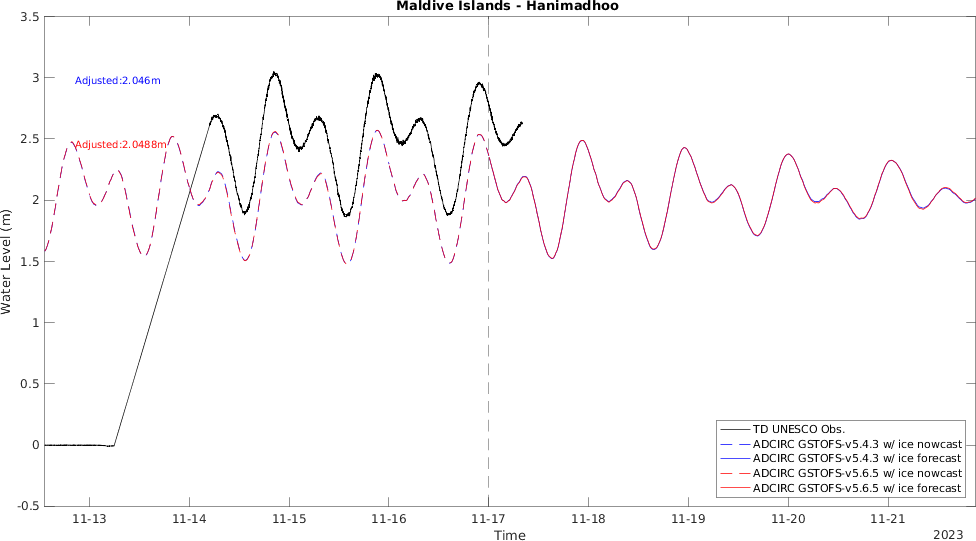 Maldive Islands - Hanimadhoo
3.5
3
2.5
2
1.5
1
0.5
0
-0.5
Water Level (m)
Adjusted:2.046m
Adjusted:2.0488m
TD UNESCO Obs.
ADCIRC GSTOFS-v5.4.3 w/ ice nowcast
ADCIRC GSTOFS-v5.4.3 w/ ice forecast
ADCIRC GSTOFS-v5.6.5 w/ ice nowcast
ADCIRC GSTOFS-v5.6.5 w/ ice forecast
11-13 11-14 11-15 11-16 11-17 11-18 11-19 11-20 11-21
Time
2023